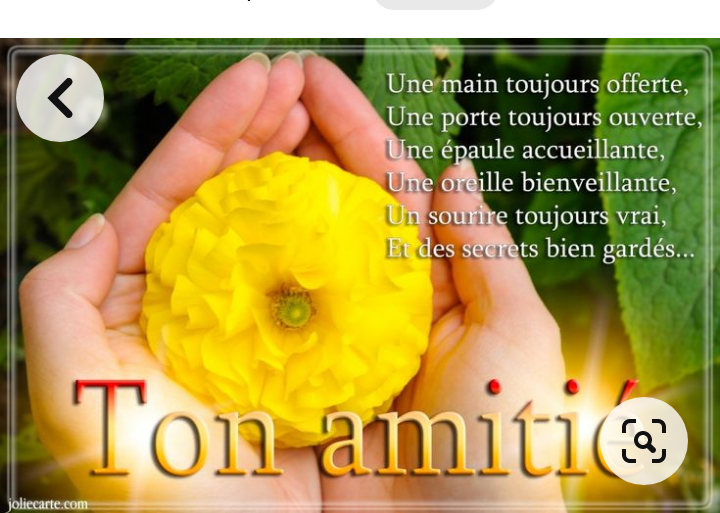 Une main toujours offerte,
Une porte toujours ouverte,
Une épaule accueillante,
Une oreille bienveillante,
Un sourire toujours vrai,
Et des secrets bien gardés...
Ton amitié
joliecarte.com